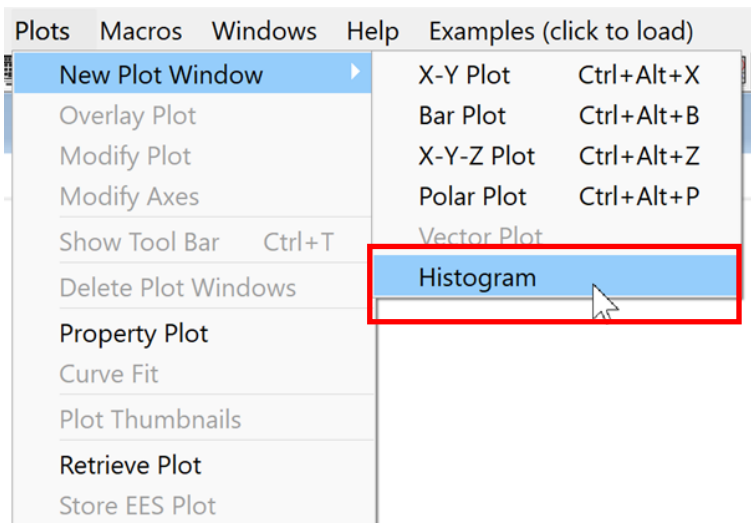 Plots Macros Windows Help Examples (click to load)
New Plot Window
Overlay Plot
Modify Plot
Modify Axes
Show Tool Bar Ctrl+T
Delete Plot Windows
Property Plot
Curve Fit
Plot Thumbnails
Retrieve Plot
Store EES Plot
X-Y Plot Ctrl+Alt+X
Bar Plot Ctrl+Alt+B
X-Y-Z Plot Ctrl+Alt+Z
Polar Plot Ctrl+Alt+P
Vector Plot
Histogram